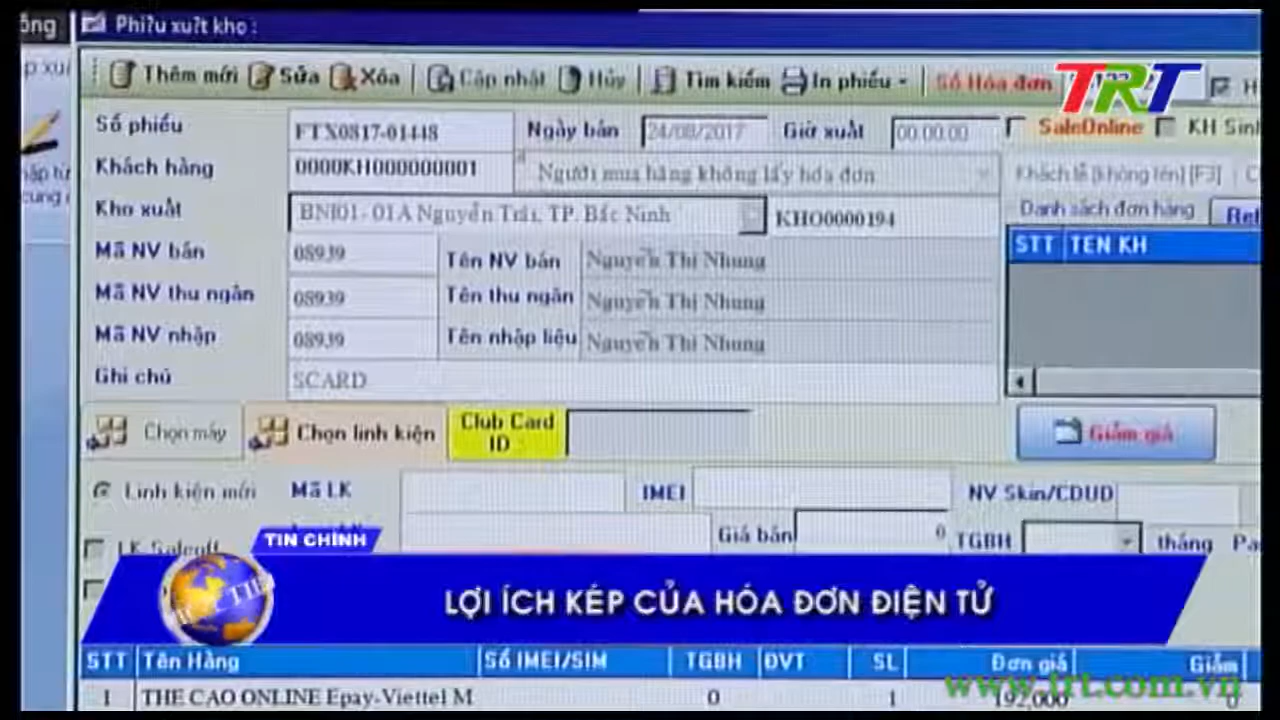 Phi?u xu?t kho :
Thêm mới Sửa Xóa Cập nhật Hủy Tìm kiếm In phiếu Số Hóa đơn
TRT
Số phiếu FTX0817-01448 Ngày bán 24/08/2017 Giờ xuất 00:00:00 SaleOnline KH Sinh
Khách hàng 0000KH000000001 Người mua hàng không lấy hóa đơn Khách lẻ (không tên) [F3]
Kho xuất BNI01 - 01A Nguyễn Trãi, TP. Bắc Ninh KHO0000194 Danh sách đơn hàng
Mã NV bán 08939 Tên NV bán Nguyễn Thị Nhung STT TEN KH
Mã NV thu ngân 08939 Tên thu ngân Nguyễn Thị Nhung
Mã NV nhập 08939 Tên nhập liệu Nguyễn Thị Nhung
Ghi chú SCARD
Chọn máy Chọn linh kiện Club Card ID Giảm giá
Linh kiện mới Mã LK IMEI NV Skin/CDUD
LK Saleoff Giá bán 0 TGBH tháng
TIN CHÍNH
LỢI ÍCH KÉP CỦA HÓA ĐƠN ĐIỆN TỬ
STT Tên Hàng Số IMEI/SIM TGBH ĐVT SL Đơn giá Giảm
1 THE CAO ONLINE Epay-Viettel M 0 1 192,000 0
www.trt.com.vn